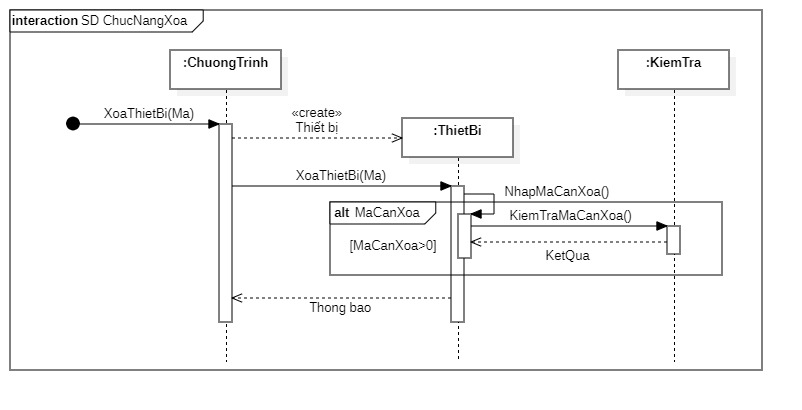 interaction SD ChucNangXoa
:ChuongTrinh
:KiemTra
XoaThietBi(Ma)
«create»
Thiết bị
:ThietBi
XoaThietBi(Ma)
NhapMaCanXoa()
alt MaCanXoa
KiemTraMaCanXoa()
[MaCanXoa>0]
KetQua
Thong bao